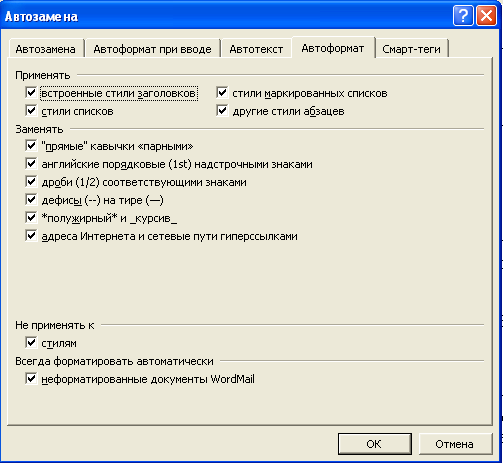 Автозамена
Автозамена Автоформат при вводе Автотекст Автоформат Смарт-теги
Применять
встроенные стили заголовков стили маркированных списков
стили списков другие стили абзацев
Заменять
"прямые" кавычки «парными»
английские порядковые (1st) надстрочными знаками
дроби (1/2) соответствующими знаками
дефисы (--) на тире (—)
*полужирный* и _курсив_
адреса Интернета и сетевые пути гиперссылками
Не применять к
стилям
Всегда форматировать автоматически
неформатированные документы WordMail
ОК Отмена